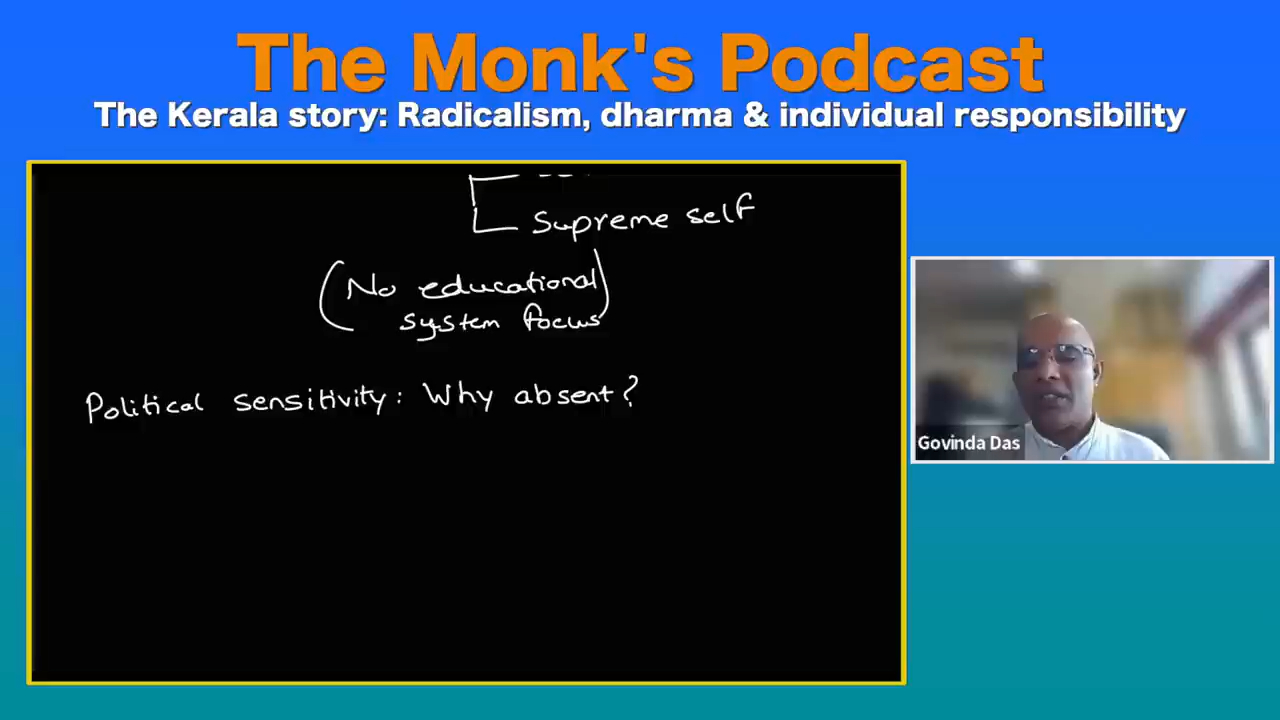 The Monk's Podcast
The Kerala story: Radicalism, dharma & individual responsibility
Supreme self
(No educational
system focus)
Political sensitivity: Why absent?
Govinda Das